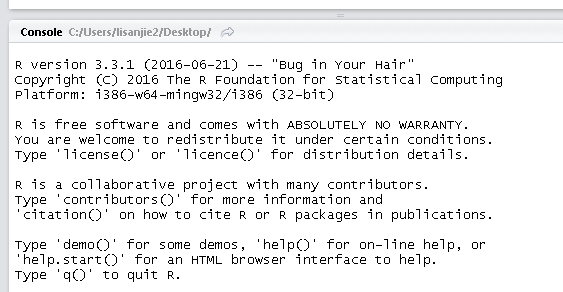 Console C:/Users/lisanjie2/Desktop/
R version 3.3.1 (2016-06-21) -- "Bug in Your Hair"
Copyright (C) 2016 The R Foundation for Statistical Computing
Platform: i386-w64-mingw32/i386 (32-bit)
R is free software and comes with ABSOLUTELY NO WARRANTY.
You are welcome to redistribute it under certain conditions.
Type 'license()' or 'licence()' for distribution details.
R is a collaborative project with many contributors.
Type 'contributors()' for more information and
'citation()' on how to cite R or R packages in publications.
Type 'demo()' for some demos, 'help()' for on-line help, or
'help.start()' for an HTML browser interface to help.
Type 'q()' to quit R.